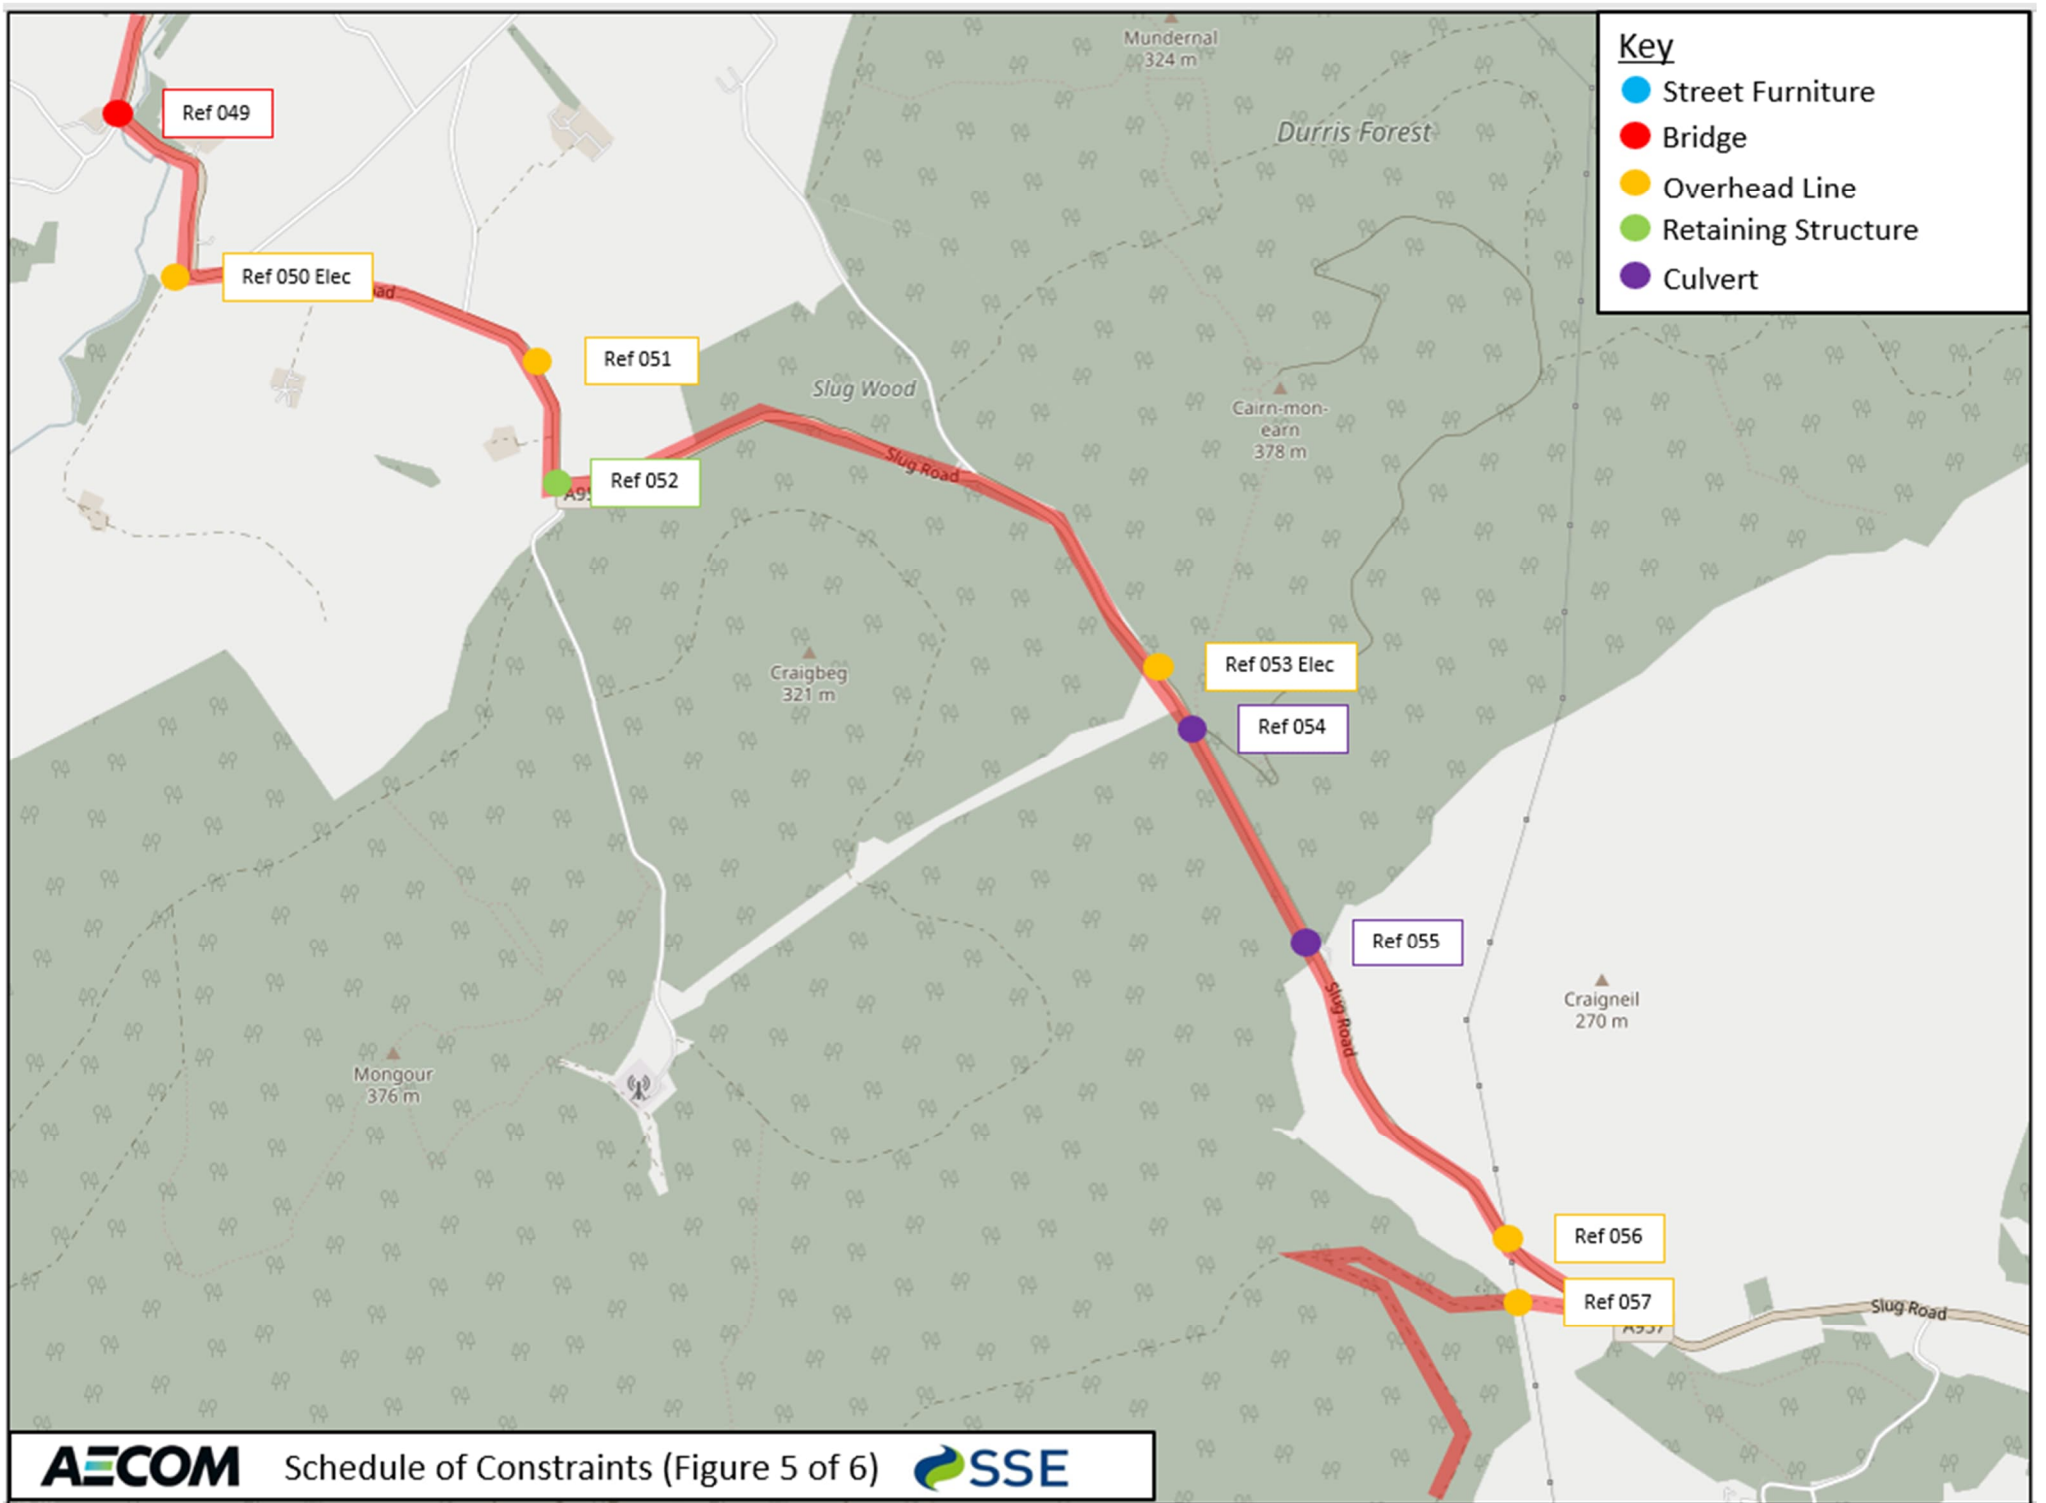 Mundernal
324 m
Key
Street Furniture
Bridge
Overhead Line
Retaining Structure
Culvert
Ref 049
Durris Forest
Ref 050 Elec
oad
Ref 051
Slug Wood
Cairn-mon-
earn
378 m
Slug Road
Ref 052
A95
Ref 053 Elec
Craigbeg
321 m
Ref 054
Ref 055
Slug Road
Craigneil
270 m
Mongour
376 m
Ref 056
Ref 057
Slug Road
A957
AECOM
Schedule of Constraints (Figure 5 of 6)
SSE